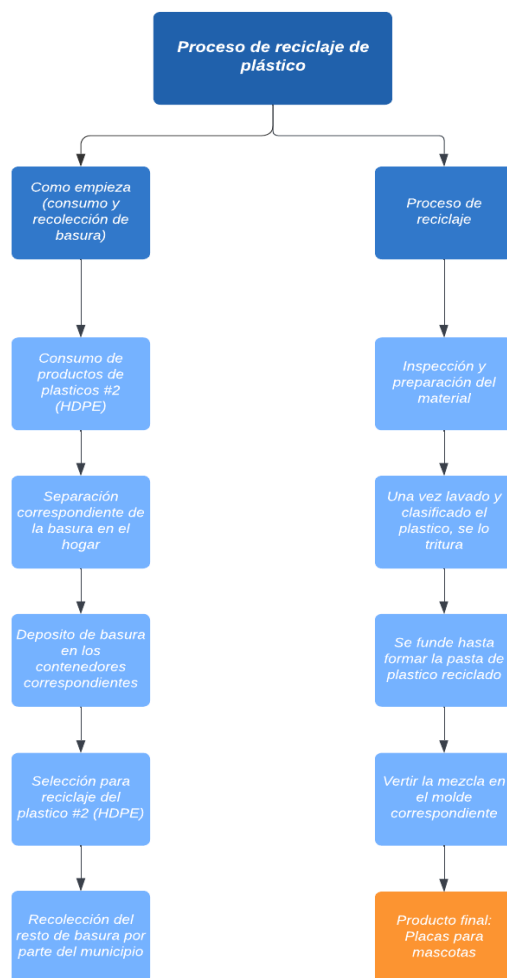 Proceso de reciclaje de
plástico
Como empieza
(consumo y
recolección de
basura)
Consumo de
productos de
plasticos #2
(HDPE)
Separación
correspondiente de
la basura en el
hogar
Deposito de basura
en los
contenedores
correspondientes
Selección para
reciclaje del
plastico #2 (HDPE)
Recolección del
resto de basura por
parte del municipio
Proceso de
reciclaje
Inspección y
preparación del
material
Una vez lavado y
clasificado el
plastico, se lo
tritura
Se funde hasta
formar la pasta de
plastico reciclado
Vertir la mezcla en
el molde
correspondiente
Producto final:
Placas para
mascotas